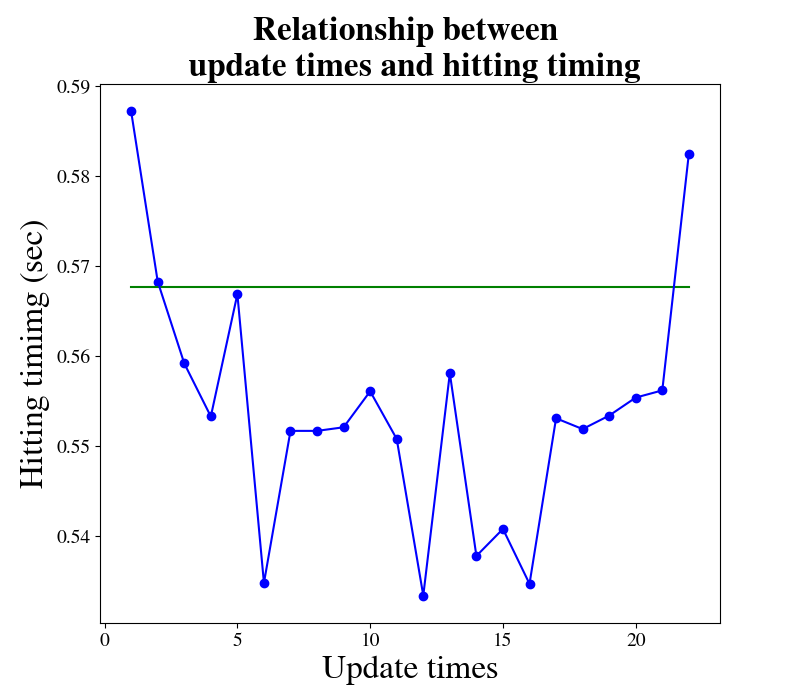 Relationship between
update times and hitting timing
Hitting timimg (sec)
0.59
0.58
0.57
0.56
0.55
0.54
0 5 10 15 20
Update times